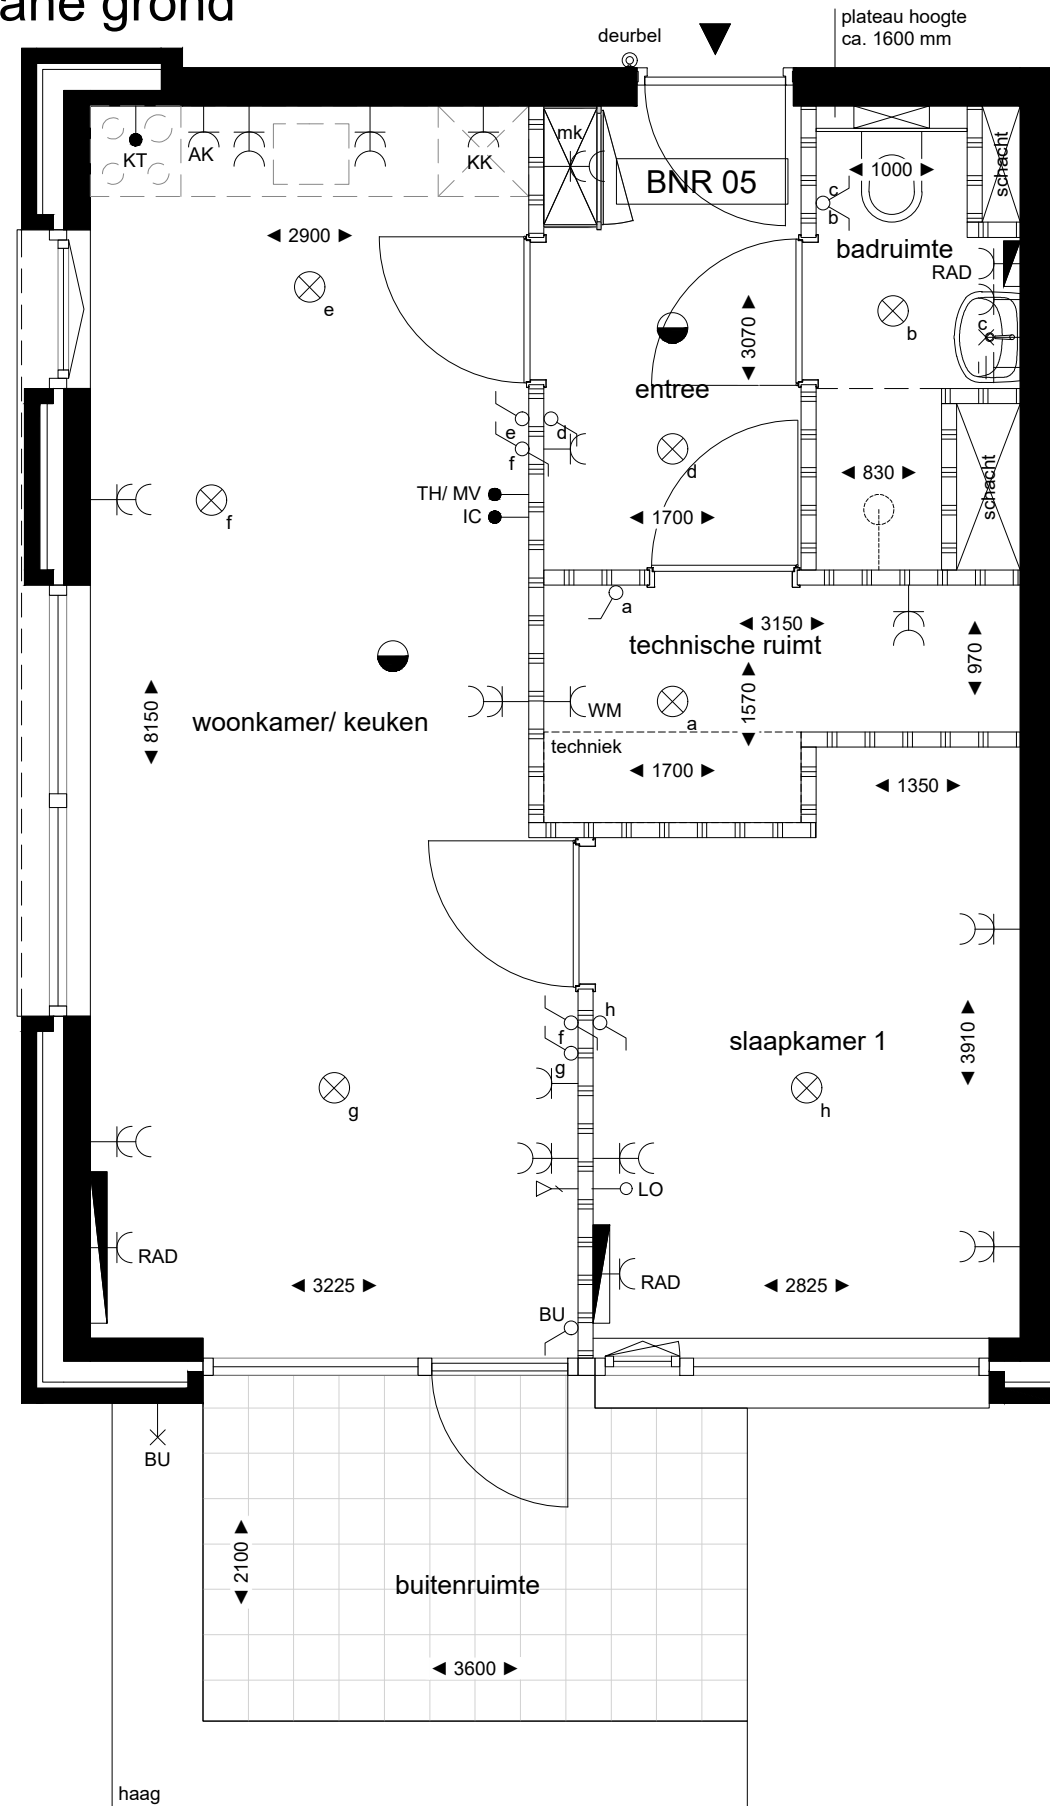 ane grond
deurbel
plateau hoogte
ca. 1600 mm
KT
AK
KK
mk
BNR 05
1000
schacht
c
b
badruimte
RAD
2900
e
3070
b
c
entree
e
d
f
d
830
schacht
f
TH/ MV
IC
1700
a
3150
technische ruimt
970
8150
woonkamer/ keuken
WM
a
1570
techniek
1700
1350
f
h
g
slaapkamer 1
3910
g
h
LO
RAD
RAD
3225
2825
BU
BU
2100
buitenruimte
3600
haag